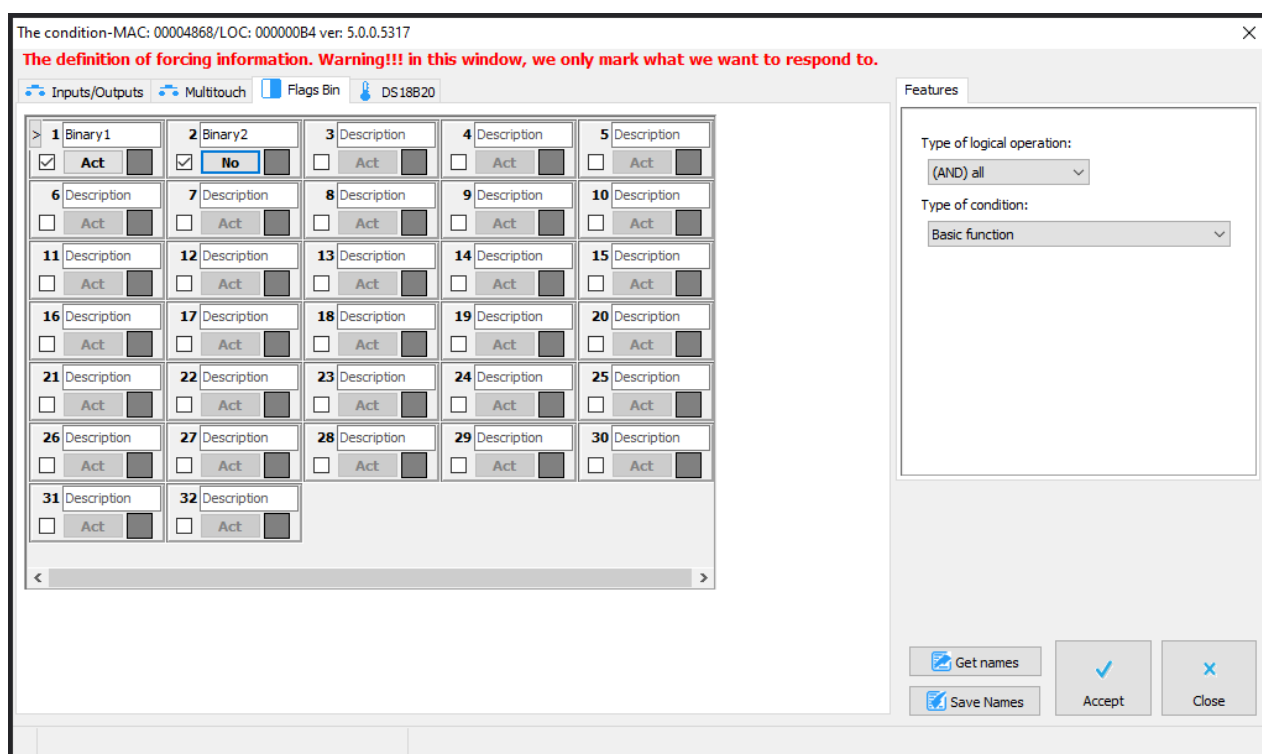 The condition-MAC: 00004868/LOC: 000000B4 ver: 5.0.0.5317
The definition of forcing information. Warning!!! in this window, we only mark what we want to respond to.
Inputs/Outputs Multitouch Flags Bin DS18B20
> 1 Binary1 2 Binary2 3 Description 4 Description 5 Description
Act No Act Act Act
6 Description 7 Description 8 Description 9 Description 10 Description
Act Act Act Act Act
11 Description 12 Description 13 Description 14 Description 15 Description
Act Act Act Act Act
16 Description 17 Description 18 Description 19 Description 20 Description
Act Act Act Act Act
21 Description 22 Description 23 Description 24 Description 25 Description
Act Act Act Act Act
26 Description 27 Description 28 Description 29 Description 30 Description
Act Act Act Act Act
31 Description 32 Description
Act Act
Features
Type of logical operation:
(AND) all
Type of condition:
Basic function
Get names
Save Names
Accept
Close